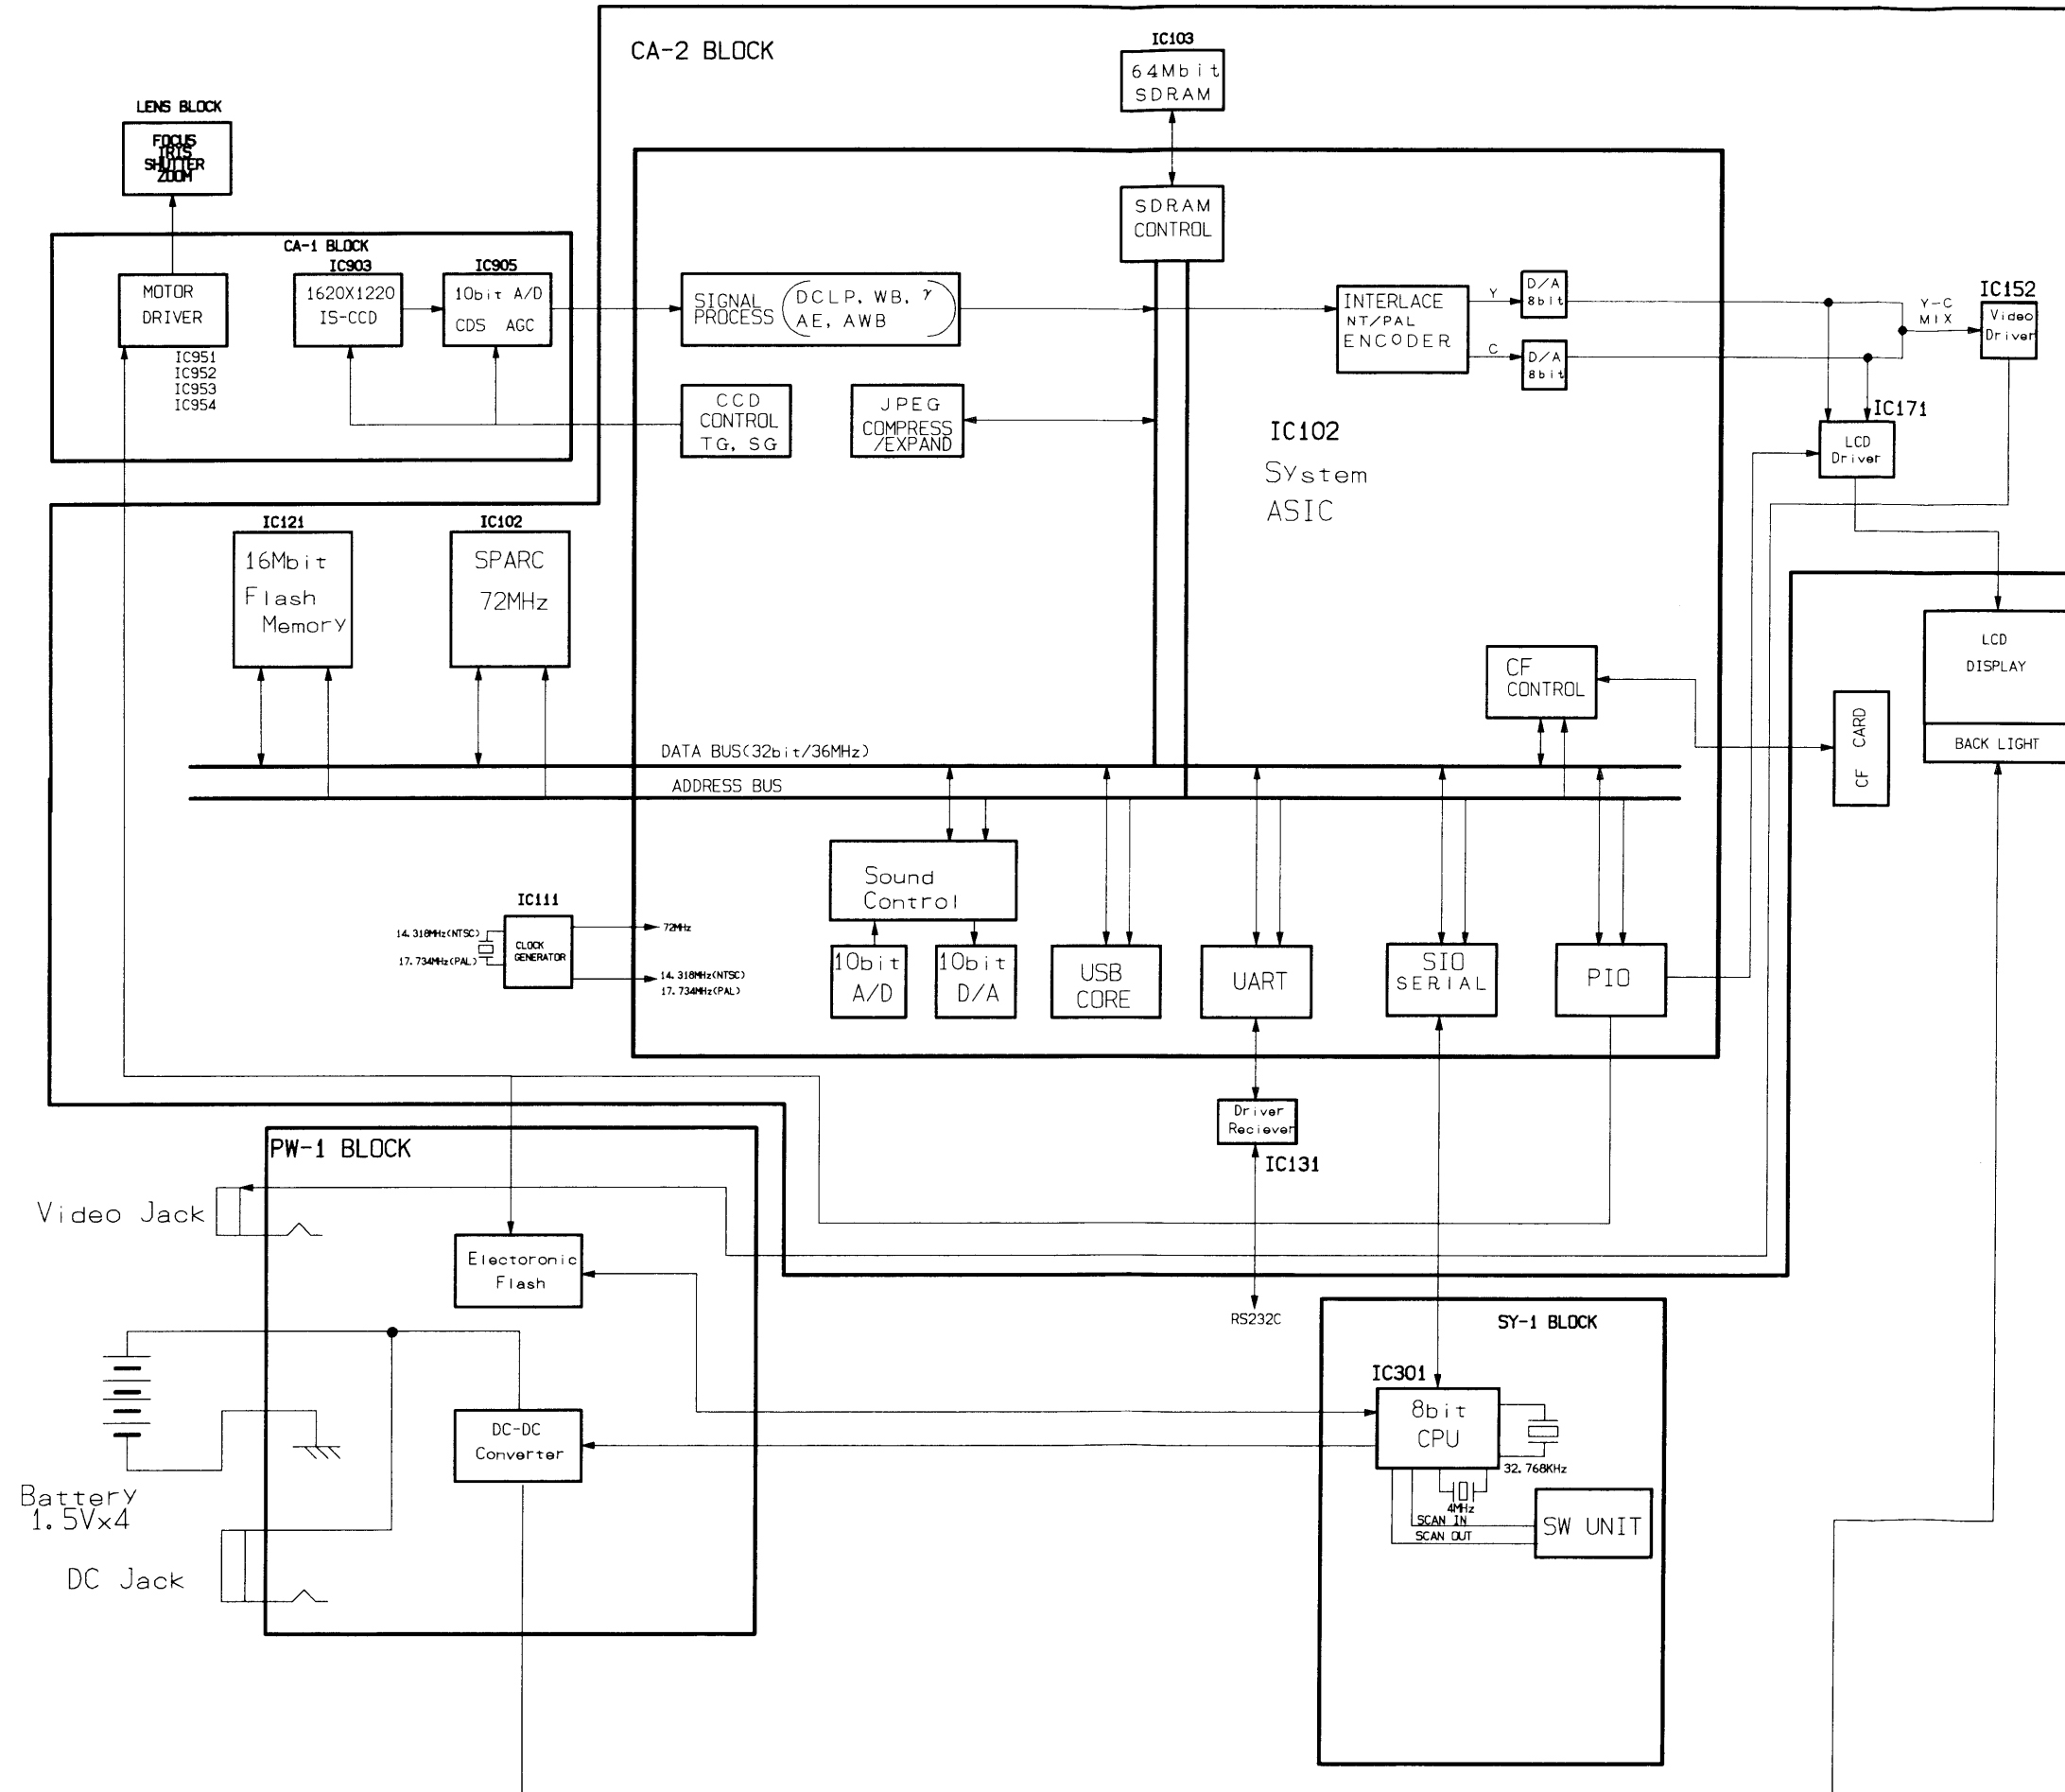 CA-2 BLOCK
IC103
64Mbit
SDRAM
LENS BLOCK
FOCUS
IRIS
SHUTTER
ZOOM
SDRAM
CONTROL
CA-1 BLOCK
IC903
IC905
MOTOR
DRIVER
1620X1220
IS-CCD
10bit A/D
CDS AGC
IC951
IC952
IC953
IC954
SIGNAL
PROCESS
DCLP, WB, γ
AE, AWB
INTERLACE
NT/PAL
ENCODER
Y
C
D/A
8bit
D/A
8bit
Y-C
MIX
IC152
Video
Driver
CCD
CONTROL
TG, SG
JPEG
COMPRESS
/EXPAND
IC102
System
ASIC
IC171
LCD
Driver
IC121
16Mbit
Flash
Memory
IC102
SPARC
72MHz
CF
CONTROL
CF CARD
LCD
DISPLAY
BACK LIGHT
DATA BUS(32bit/36MHz)
ADDRESS BUS
Sound
Control
IC111
14.318MHz(NTSC)
17.734MHz(PAL)
CLOCK
GENERATOR
72MHz
14.318MHz(NTSC)
17.734MHz(PAL)
10bit
A/D
10bit
D/A
USB
CORE
UART
SIO
SERIAL
PIO
Driver
Reciever
IC131
RS232C
PW-1 BLOCK
Video Jack
Electoronic
Flash
DC-DC
Converter
Battery
1.5Vx4
DC Jack
SY-1 BLOCK
IC301
8bit
CPU
32.768KHz
4MHz
SCAN IN
SCAN OUT
SW UNIT